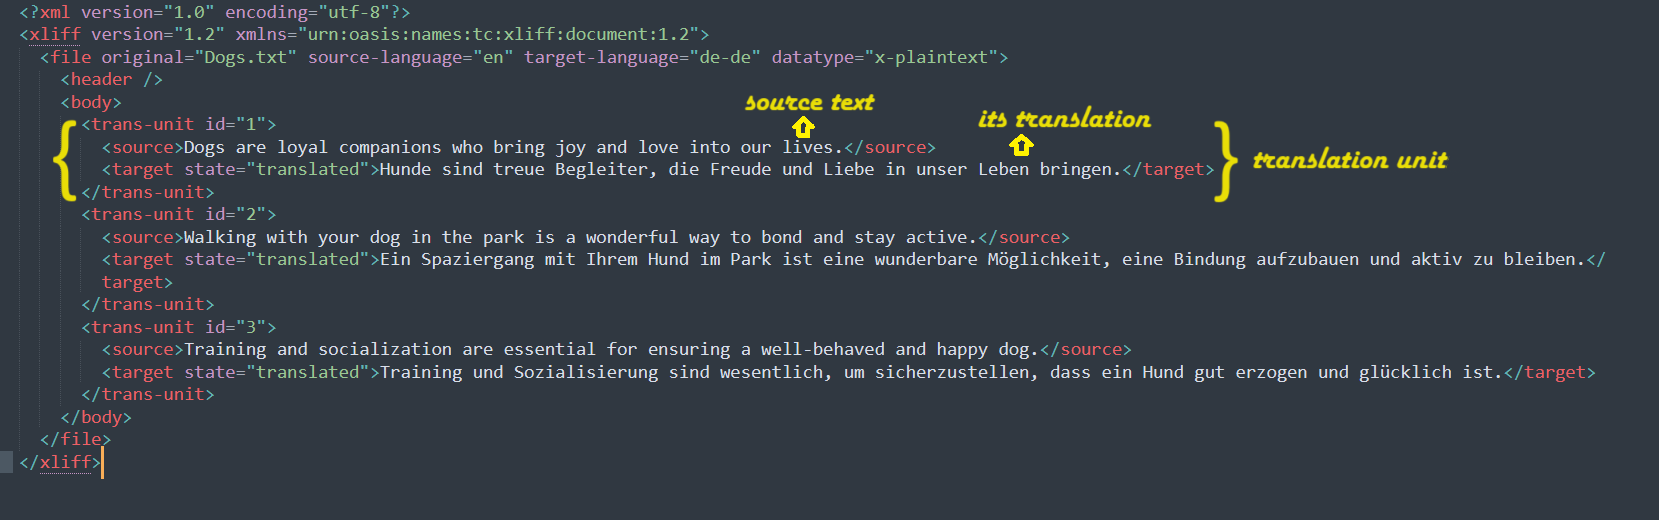 <?xml version="1.0" encoding="utf-8"?>
<xliff version="1.2" xmlns="urn:oasis:names:tc:xliff:document:1.2">
<file original="Dogs.txt" source-language="en" target-language="de-de" datatype="x-plaintext">
<header />
<body>
source text
its translation
<trans-unit id="1">
<source>Dogs are loyal companions who bring joy and love into our lives.</source>
translation unit
<target state="translated">Hunde sind treue Begleiter, die Freude und Liebe in unser Leben bringen.</target>
</trans-unit>
<trans-unit id="2">
<source>Walking with your dog in the park is a wonderful way to bond and stay active.</source>
<target state="translated">Ein Spaziergang mit Ihrem Hund im Park ist eine wunderbare Möglichkeit, eine Bindung aufzubauen und aktiv zu bleiben.</
target>
</trans-unit>
<trans-unit id="3">
<source>Training and socialization are essential for ensuring a well-behaved and happy dog.</source>
<target state="translated">Training und Sozialisierung sind wesentlich, um sicherzustellen, dass ein Hund gut erzogen und glücklich ist.</target>
</trans-unit>
</body>
</file>
</xliff>